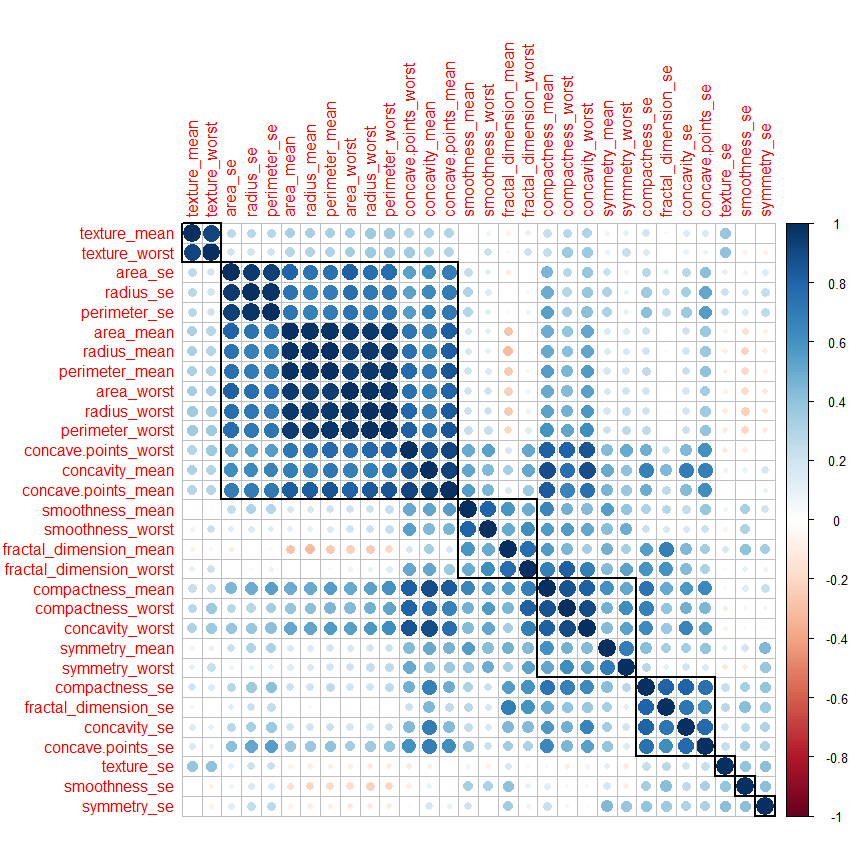 texture_mean
texture_worst
area_se
radius_se
perimeter_se
area_mean
radius_mean
perimeter_mean
area_worst
radius_worst
perimeter_worst
concave.points_worst
concavity_mean
concave.points_mean
smoothness_mean
smoothness_worst
fractal_dimension_mean
fractal_dimension_worst
compactness_mean
compactness_worst
concavity_worst
symmetry_mean
symmetry_worst
compactness_se
fractal_dimension_se
concavity_se
concave.points_se
texture_se
smoothness_se
symmetry_se
texture_mean
texture_worst
area_se
radius_se
perimeter_se
area_mean
radius_mean
perimeter_mean
area_worst
radius_worst
perimeter_worst
concave.points_worst
concavity_mean
concave.points_mean
smoothness_mean
smoothness_worst
fractal_dimension_mean
fractal_dimension_worst
compactness_mean
compactness_worst
concavity_worst
symmetry_mean
symmetry_worst
compactness_se
fractal_dimension_se
concavity_se
concave.points_se
texture_se
smoothness_se
symmetry_se
1
0.8
0.6
0.4
0.2
0
-0.2
-0.4
-0.6
-0.8
-1